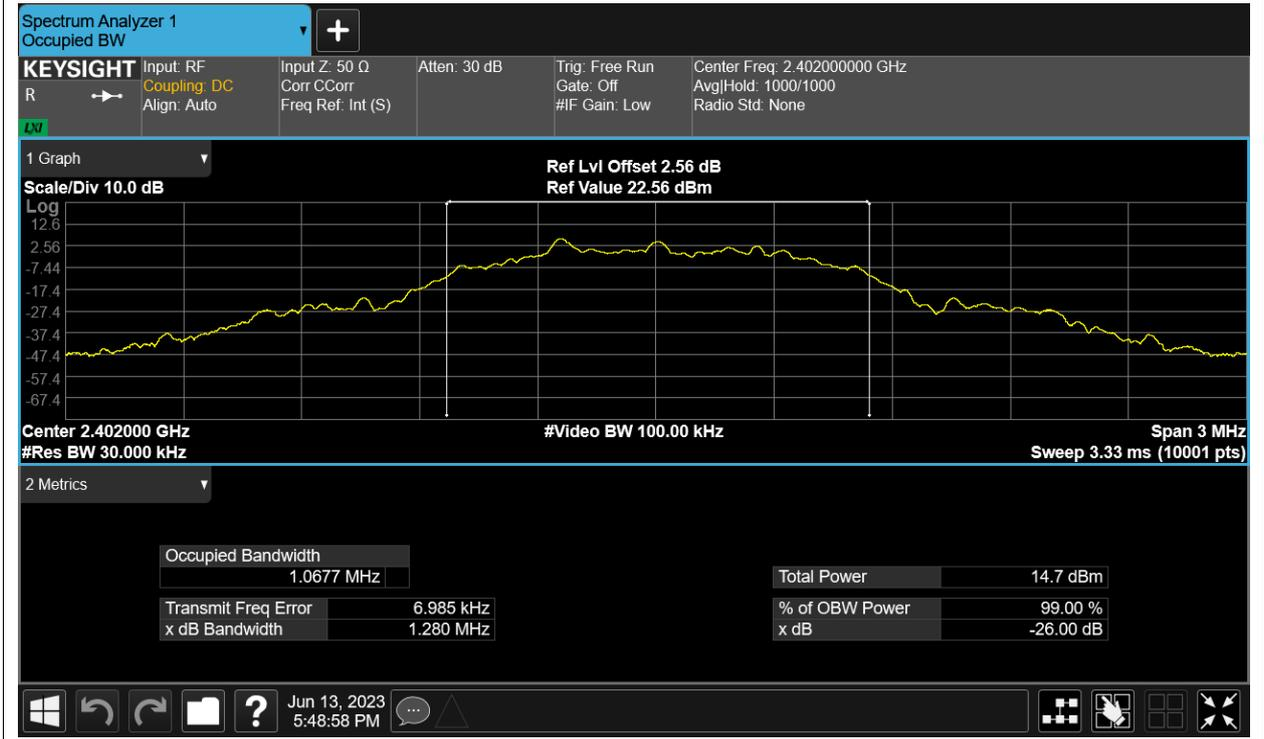 Spectrum Analyzer 1
Occupied BW
KEYSIGHT
R
LXI
Input: RF
Coupling: DC
Align: Auto
Input Z: 50 Ω
Corr CCorr
Freq Ref: Int (S)
Atten: 30 dB
Trig: Free Run
Gate: Off
#IF Gain: Low
Center Freq: 2.402000000 GHz
Avg|Hold: 1000/1000
Radio Std: None
1 Graph
Scale/Div 10.0 dB
Ref Lvl Offset 2.56 dB
Ref Value 22.56 dBm
Log
12.6
2.56
-7.44
-17.4
-27.4
-37.4
-47.4
-57.4
-67.4
Center 2.402000 GHz
#Video BW 100.00 kHz
Span 3 MHz
#Res BW 30.000 kHz
Sweep 3.33 ms (10001 pts)
2 Metrics
Occupied Bandwidth
1.0677 MHz
Total Power 14.7 dBm
Transmit Freq Error 6.985 kHz
% of OBW Power 99.00 %
x dB Bandwidth 1.280 MHz
x dB -26.00 dB
?
Jun 13, 2023
5:48:58 PM